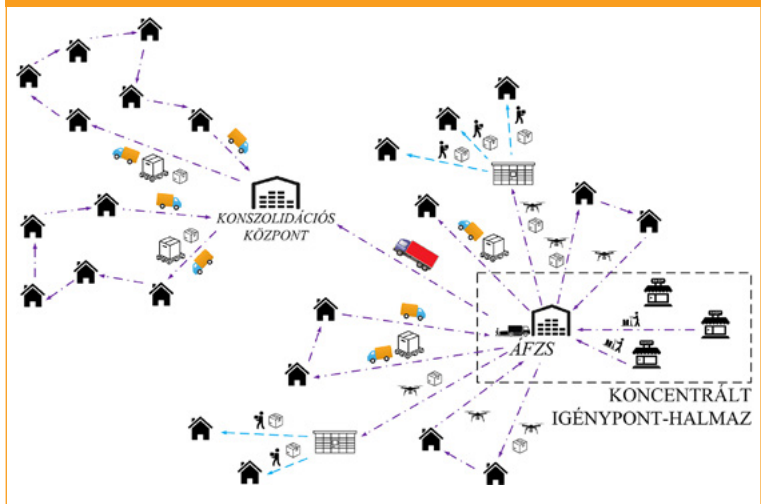 KONSZOLIDÁCIÓS
KÖZPONT
ÁFZS
KONCENTRÁLT
IGÉNYPONT-HALMAZ